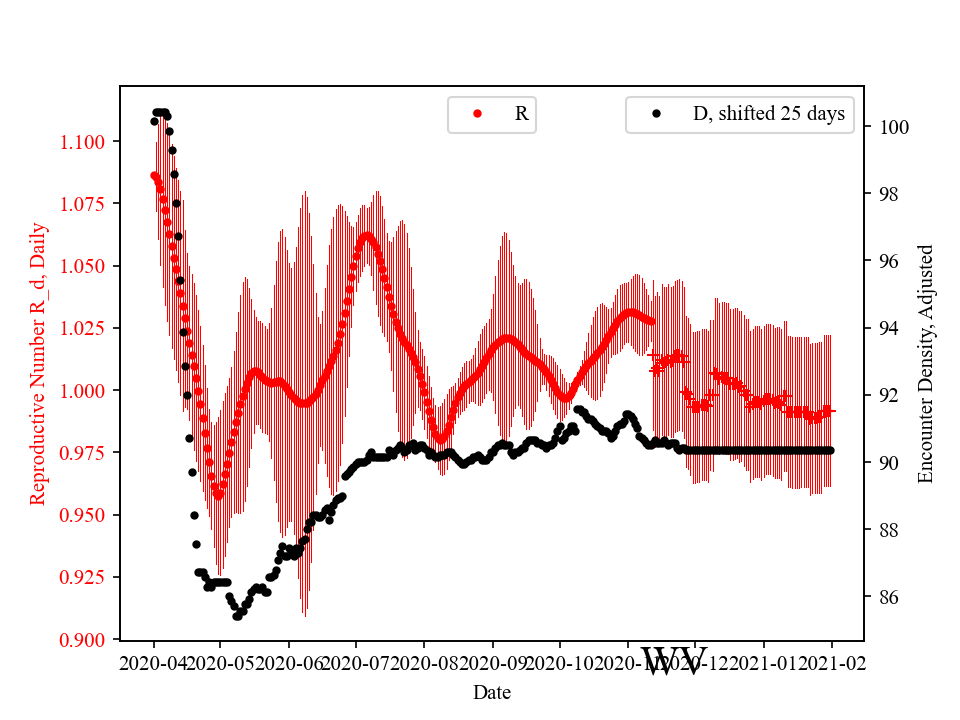 R
D, shifted 25 days
1.100
1.075
1.050
1.025
1.000
0.975
0.950
0.925
0.900
Reproductive Number R_d, Daily
100
98
96
94
92
90
88
86
Encounter Density, Adjusted
2020-04 2020-05 2020-06 2020-07 2020-08 2020-09 2020-10 2020-11 2020-12 2021-01 2021-02
WV
Date